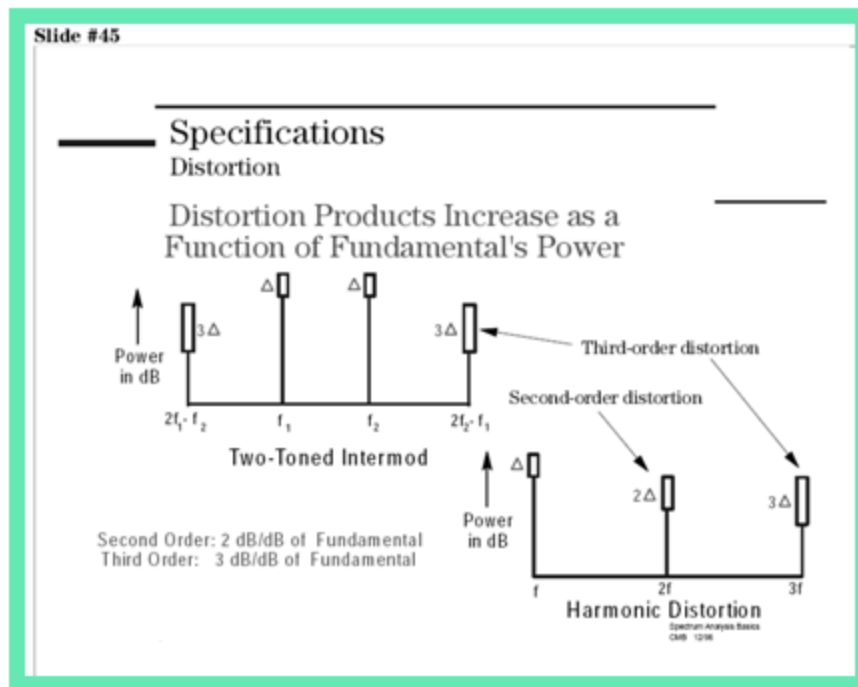 Slide #45
Specifications
Distortion
Distortion Products Increase as a
Function of Fundamental's Power
Δ
Δ
3Δ
3Δ
Power
in dB
Third-order distortion
2f₁- f₂
f₁
f₂
2f₂- f₁
Second-order distortion
Two-Toned Intermod
Δ
2Δ
3Δ
Power
in dB
Second Order: 2 dB/dB of Fundamental
Third Order: 3 dB/dB of Fundamental
f
2f
3f
Harmonic Distortion
Spectrum Analysis Basics
CMB 12/96